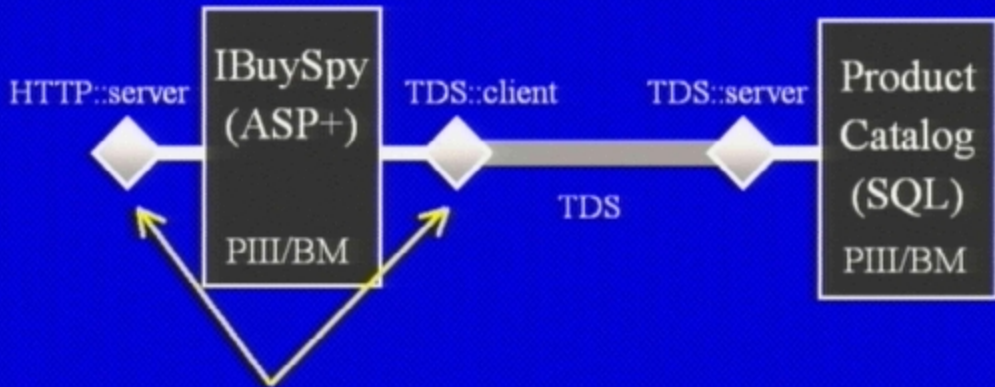 HTTP::server
IBuySpy
(ASP+)
PIII/BM
TDS::client
TDS
TDS::server
Product
Catalog
(SQL)
PIII/BM